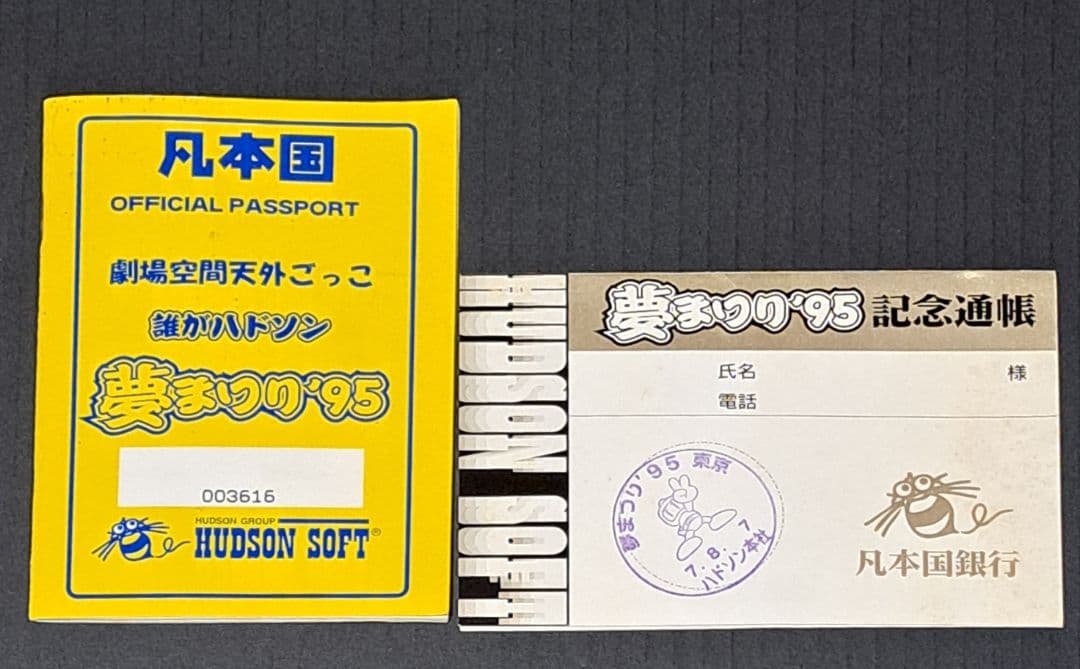 凡本国
OFFICIAL PASSPORT
劇場空間天外ごっこ
誰がハドソン
夢まつり'95
003616
HUDSON GROUP
HUDSON SOFT®
HUDSON SOFT
夢まつり'95 記念通帳
氏名 様
電話
夢まつり'95 東京
7.8.7
ハドソン本社
凡本国銀行